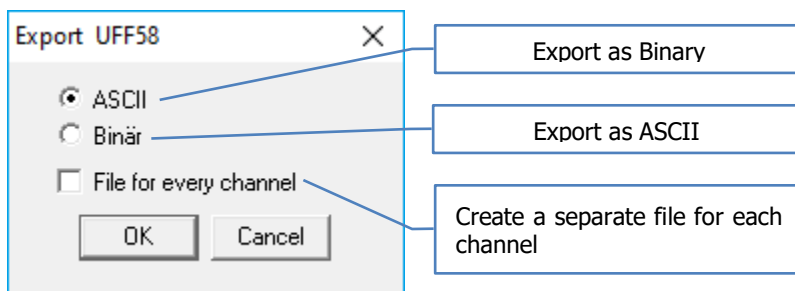 Export UFF58
Export as Binary
ASCII
Binär
Export as ASCII
File for every channel
Create a separate file for each
channel
OK
Cancel